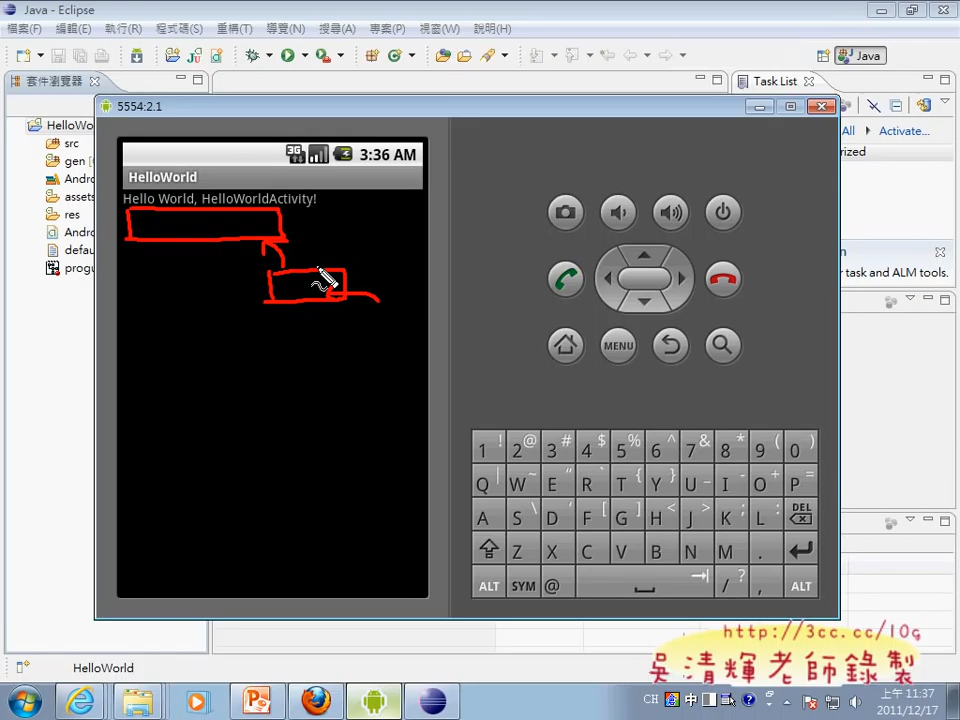 Java - Eclipse
檔案(F) 編輯(E) 執行(R) 程式碼(S) 重構(T) 導覽(N) 搜尋(A) 專案(P) 視窗(W) 說明(H)
Java
套件瀏覽器
Task List
5554:2.1
HelloWo
src
gen [
Andro
assets
res
Andro
defau
progu
All
Activate...
rized
n
r task and ALM tools.
3G
3:36 AM
HelloWorld
Hello World, HelloWorldActivity!
MENU
1 ! 2 @ 3 # 4 $ 5 % 6 ^ 7 & 8 * 9 ( 0 )
Q | W ~ E " R ` T { Y } U _ I - O + P =
A S \ D ' F [ G ] H < J > K ; L : DEL
Z X C V B N M .
ALT SYM @ / ? , ALT
http://3cc.cc/10g
吳清輝老師錄製
HelloWorld
CH 中
上午 11:37
2011/12/17